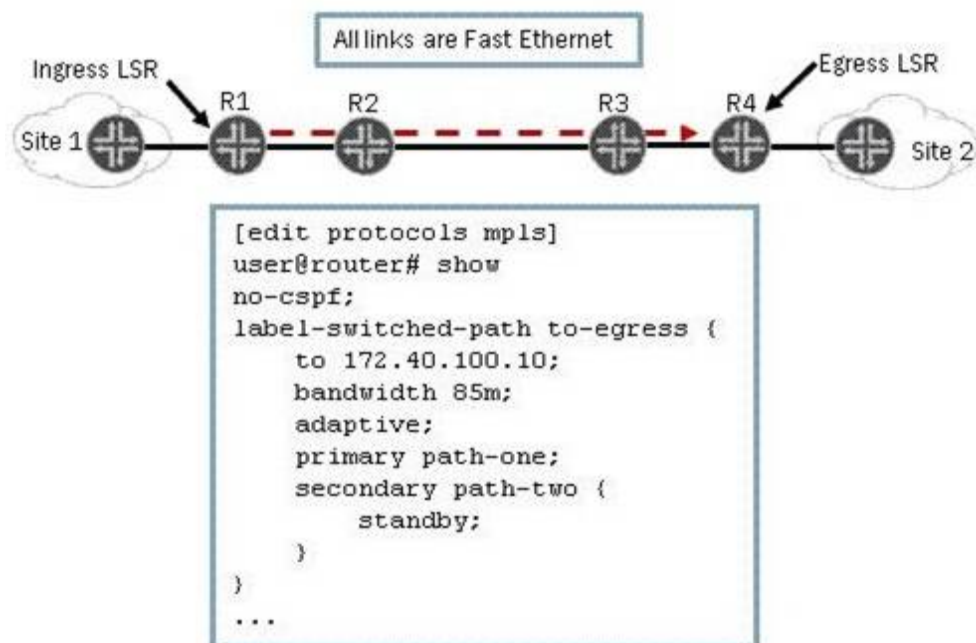 All links are Fast Ethernet
Ingress LSR
Egress LSR
R1
R2
R3
R4
Site 1
Site 2
[edit protocols mpls]
user@router# show
no-cspf;
label-switched-path to-egress {
    to 172.40.100.10;
    bandwidth 85m;
    adaptive;
    primary path-one;
    secondary path-two {
        standby;
    }
}
...